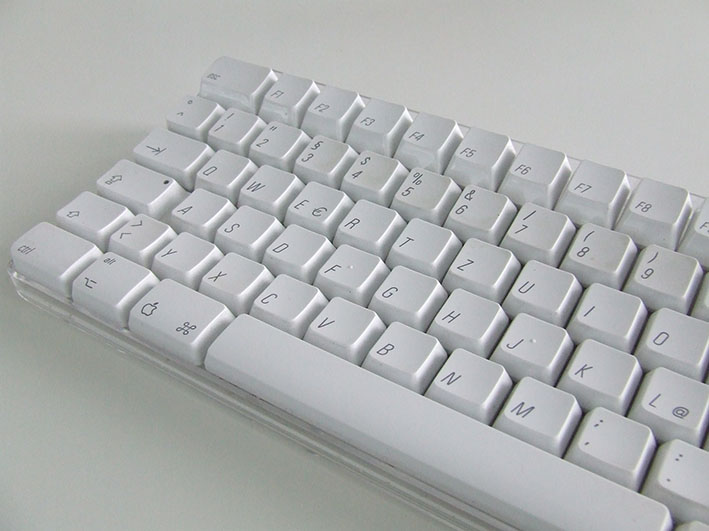 esc F1 F2 F3 F4 F5 F6 F7 F8
° ^ ! 1 " 2 § 3 $ 4 % 5 & 6 / 7 ( 8 ) 9
Q W E € R T Z U I O
A S D F G H J K L @
> < Y X C V B N M ; , : .
ctrl alt ⌥ ⌘